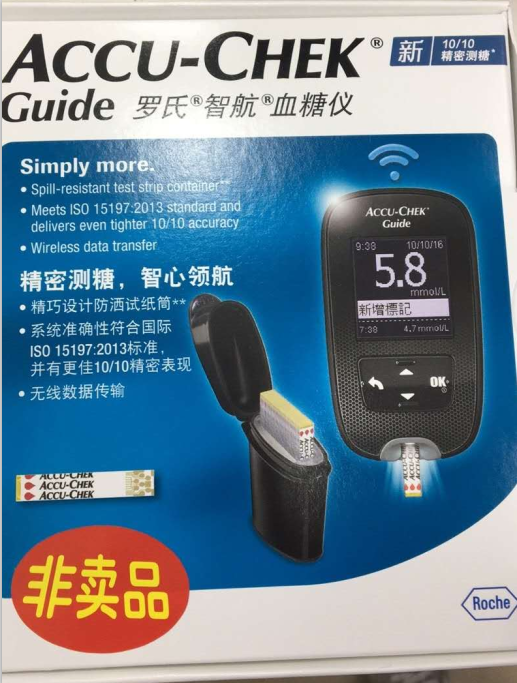 ACCU-CHEK®
新 10/10
精密测糖*
Guide 罗氏®智航®血糖仪
Simply more.
• Spill-resistant test strip container**
• Meets ISO 15197:2013 standard and
delivers even tighter 10/10 accuracy
• Wireless data transfer
精密测糖，智心领航
• 精巧设计防洒试纸筒**
• 系统准确性符合国际
ISO 15197:2013标准，
并有更佳10/10精密表现
• 无线数据传输
ACCU-CHEK®
Guide
9:38 10/10/16
5.8
mmol/L
新增標記
7:38 4.7 mmol/L
OK
ACCU-CHEK
ACCU-CHEK
ACCU-CHEK
非卖品
Roche